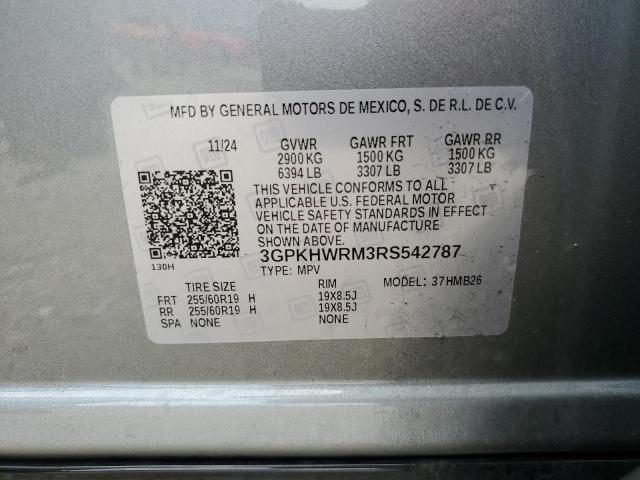 MFD BY GENERAL MOTORS DE MEXICO, S. DE R.L. DE C.V.
11/24 GVWR GAWR FRT GAWR RR
2900 KG 1500 KG 1500 KG
6394 LB 3307 LB 3307 LB
THIS VEHICLE CONFORMS TO ALL
APPLICABLE U.S. FEDERAL MOTOR
VEHICLE SAFETY STANDARDS IN EFFECT
ON THE DATE OF MANUFACTURE
SHOWN ABOVE.
3GPKHWRM3RS542787
130H TYPE: MPV MODEL: 37HMB26
TIRE SIZE RIM
FRT 255/60R19 H 19X8.5J
RR 255/60R19 H 19X8.5J
SPA NONE NONE